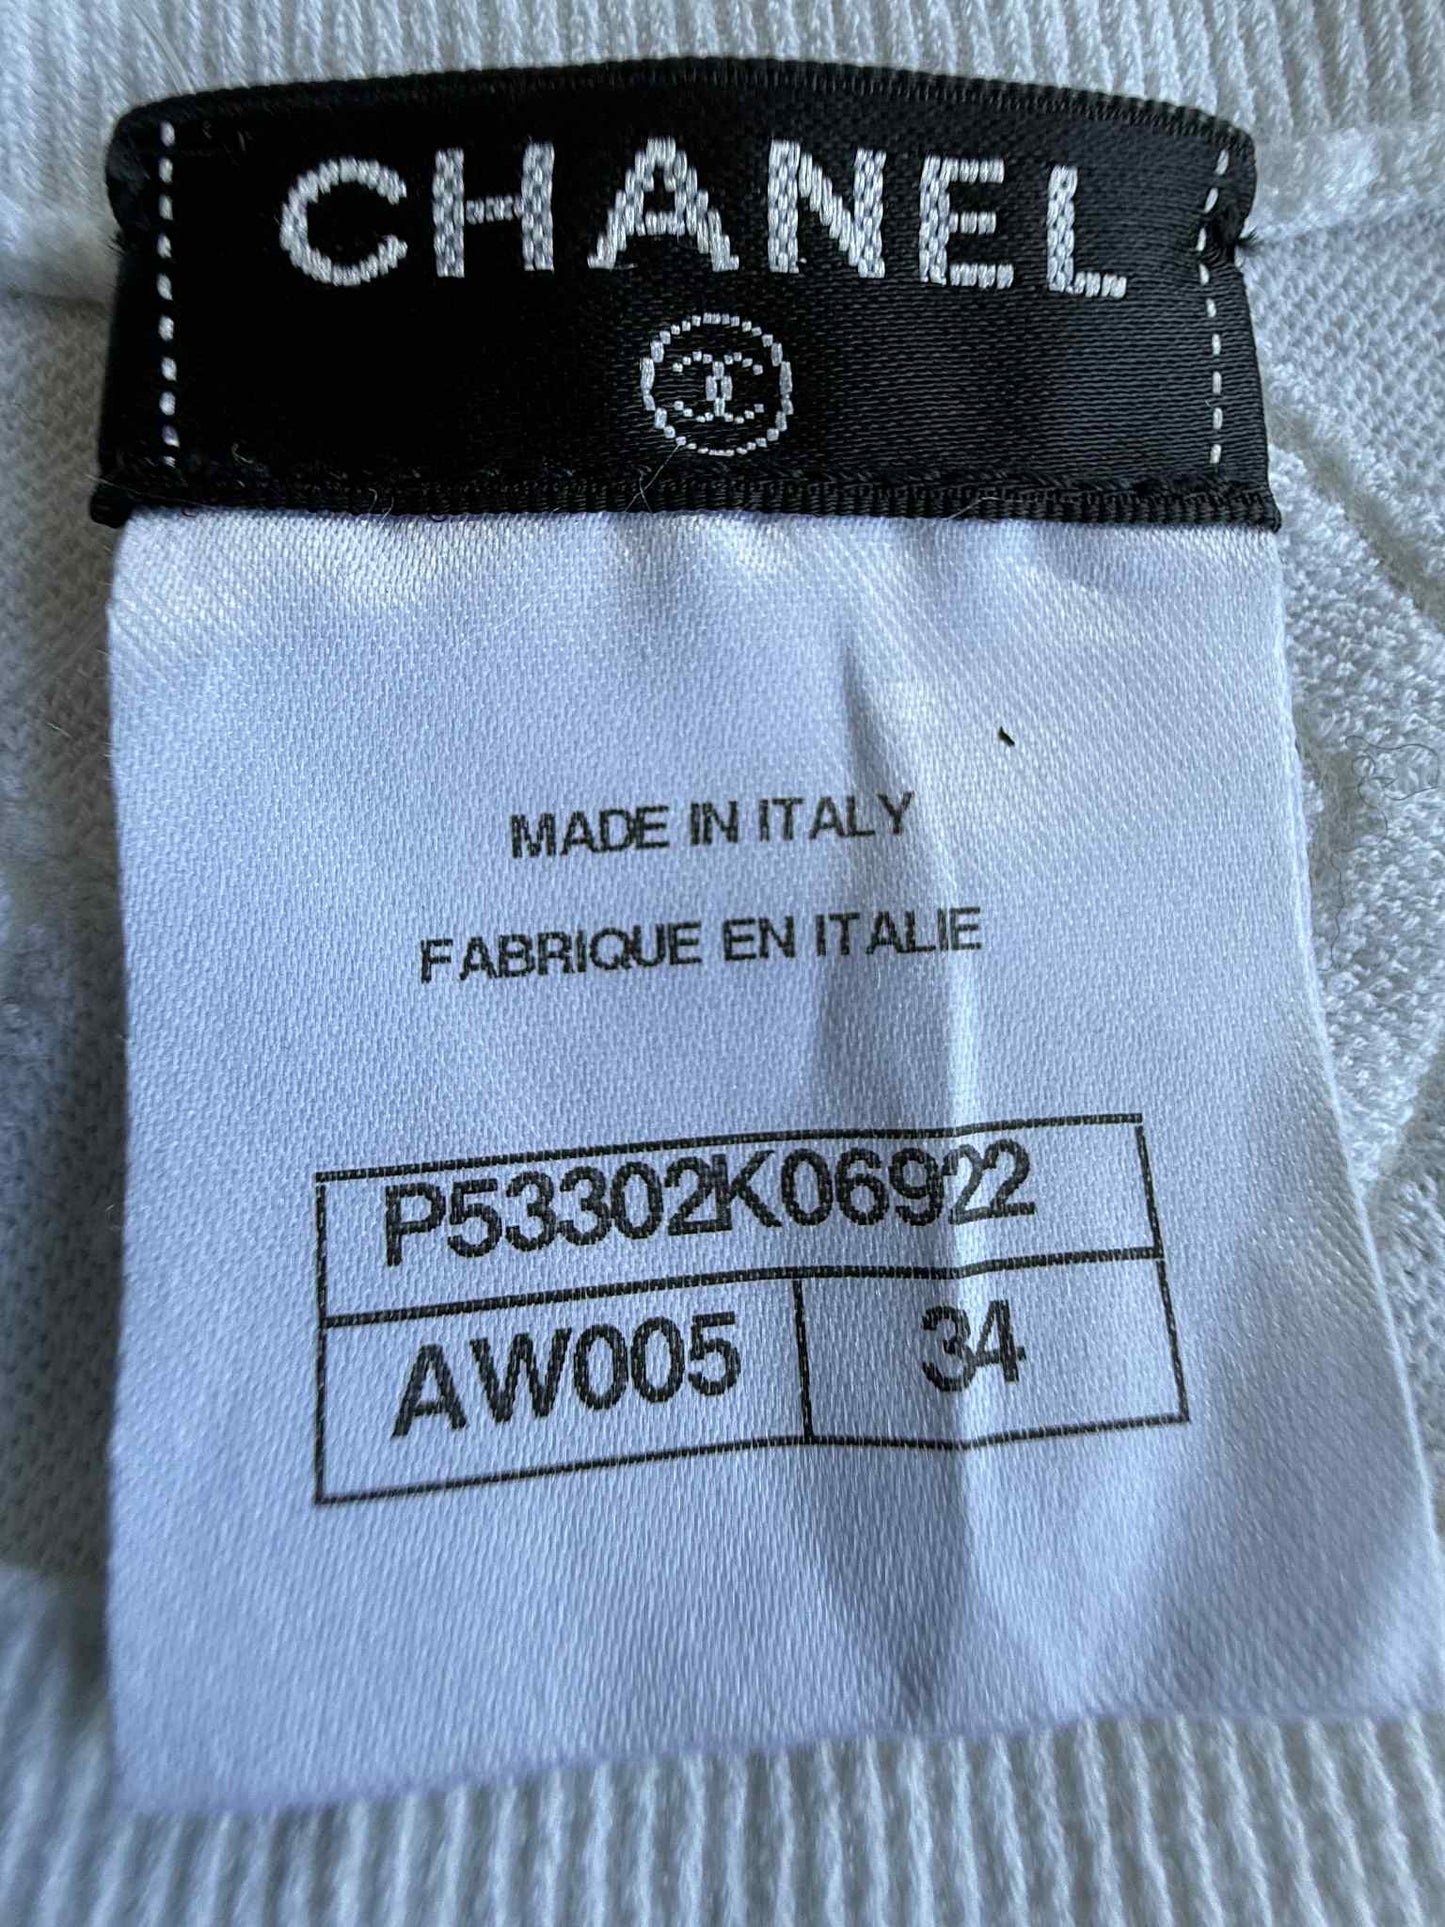 CHANEL
MADE IN ITALY
FABRIQUE EN ITALIE
P53302K06922
AW005 34